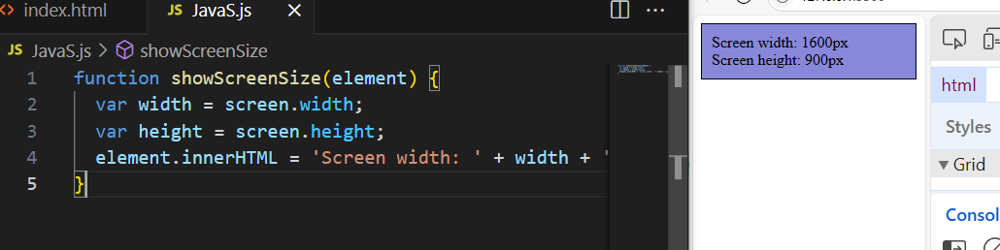 index.html
JS JavaS.js
JS JavaS.js > showScreenSize
1 function showScreenSize(element) {
2 var width = screen.width;
3 var height = screen.height;
4 element.innerHTML = 'Screen width: ' + width + '
5 }
Screen width: 1600px
Screen height: 900px
html
Styles
Grid
Consol